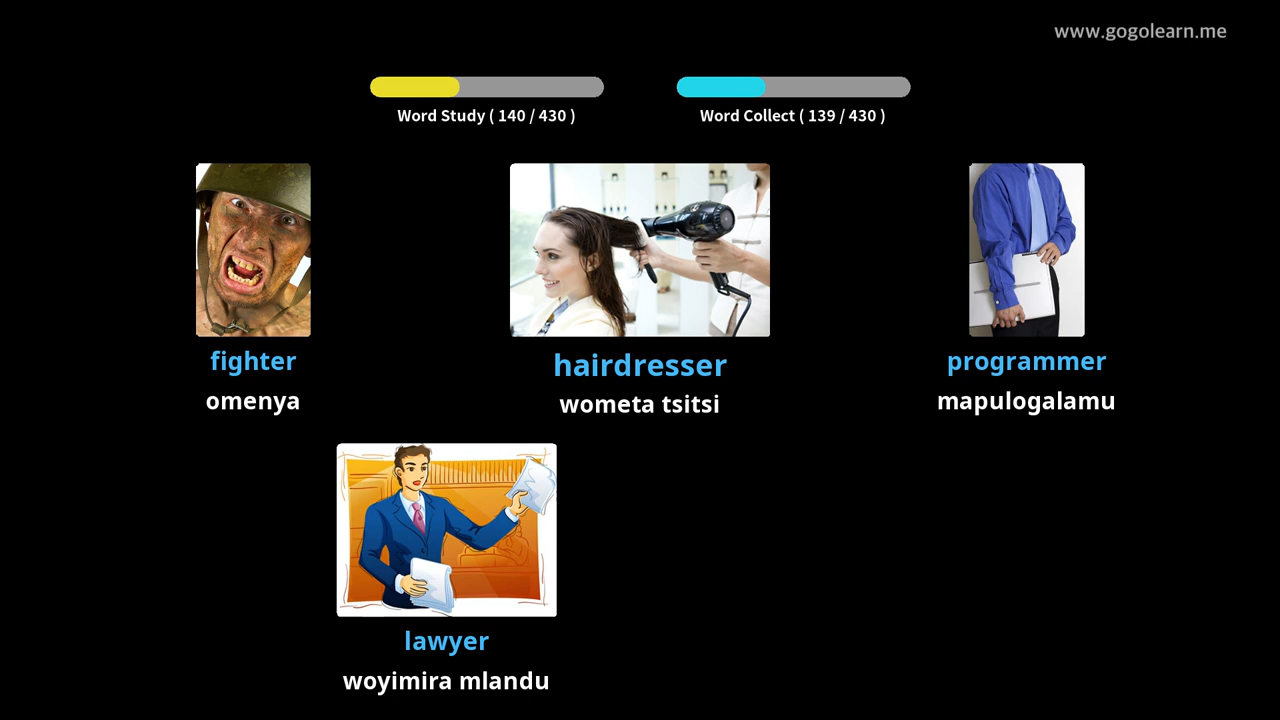 www.gogolearn.me
Word Study ( 140 / 430 )
Word Collect ( 139 / 430 )
fighter
omenya
hairdresser
wometa tsitsi
programmer
mapulogalamu
lawyer
woyimira mlandu